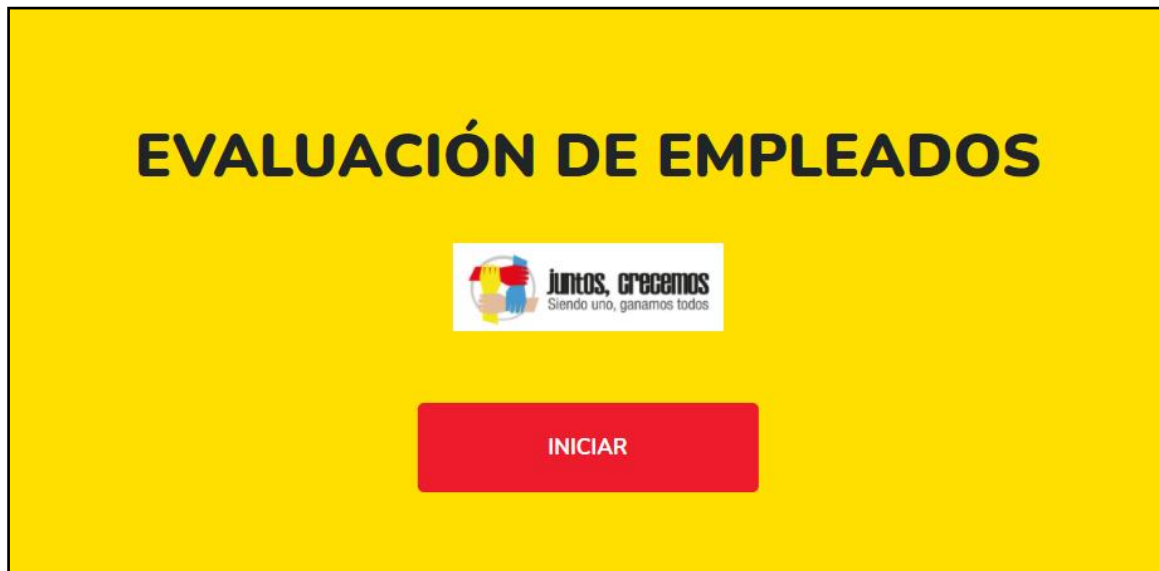 EVALUACIÓN DE EMPLEADOS
juntos, crecemos
Siendo uno, ganamos todos
INICIAR